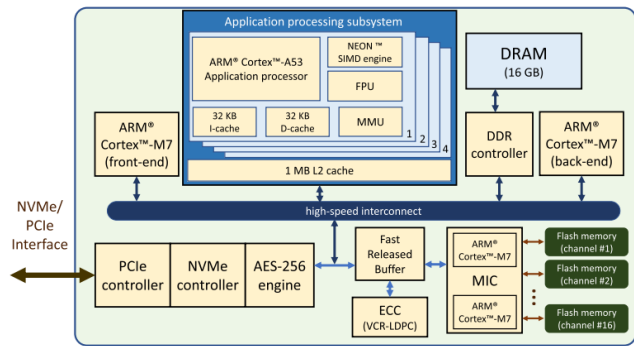 Application processing subsystem
ARM® Cortex™-A53
Application processor
NEON ™
SIMD engine
FPU
32 KB
I-cache
32 KB
D-cache
MMU
1
2
3
4
1 MB L2 cache
DRAM
(16 GB)
ARM®
Cortex™-M7
(front-end)
DDR
controller
ARM®
Cortex™-M7
(back-end)
high-speed interconnect
NVMe/
PCIe
Interface
PCIe
controller
NVMe
controller
AES-256
engine
Fast
Released
Buffer
ECC
(VCR-LDPC)
ARM®
Cortex™-M7
MIC
ARM®
Cortex™-M7
Flash memory
(channel #1)
Flash memory
(channel #2)
Flash memory
(channel #16)